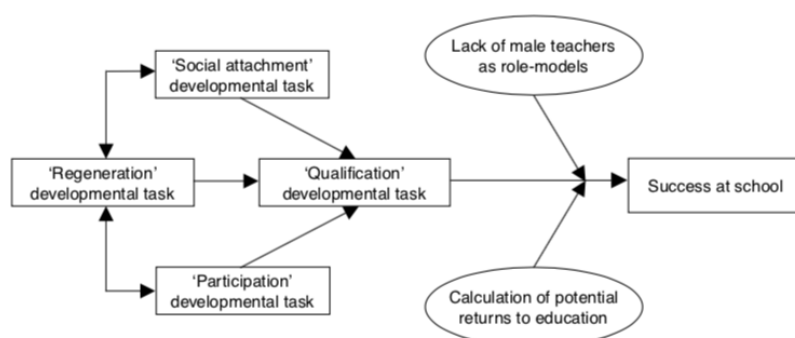 Lack of male teachers
as role-models
‘Social attachment’
developmental task
‘Regeneration’
developmental task
‘Qualification’
developmental task
Success at school
‘Participation’
developmental task
Calculation of potential
returns to education